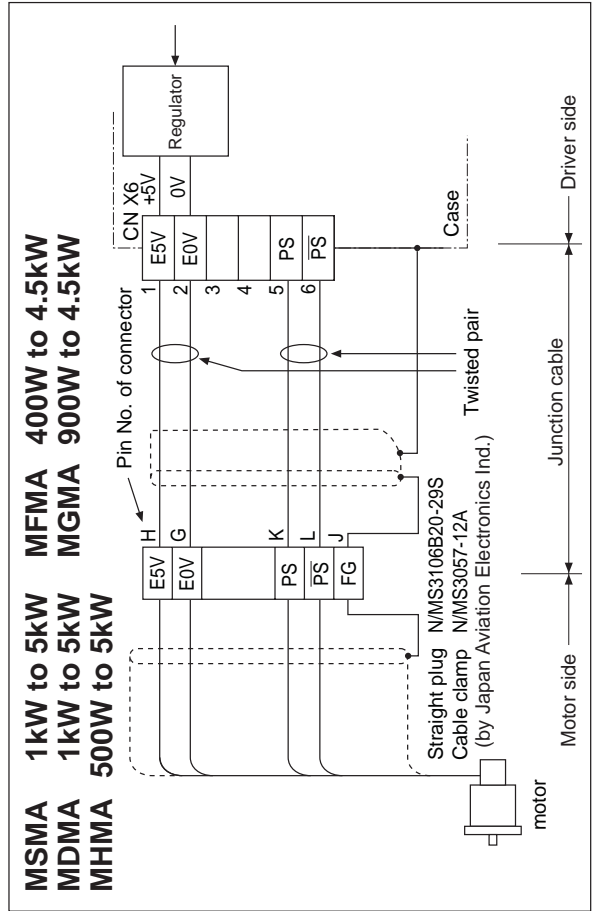 MSMA 1kW to 5kW MFMA 400W to 4.5kW
MDMA 1kW to 5kW MGMA 900W to 4.5kW
MHMA 500W to 5kW
Pin No. of connector
CN X6
Regulator
H
E5V
1
E5V
+5V
G
E0V
2
E0V
0V
3
4
K
PS
5
PS
L
P̅S̅
6
P̅S̅
J
FG
Twisted pair
Case
Straight plug N/MS3106B20-29S
Cable clamp N/MS3057-12A
(by Japan Aviation Electronics Ind.)
motor
Motor side
Junction cable
Driver side